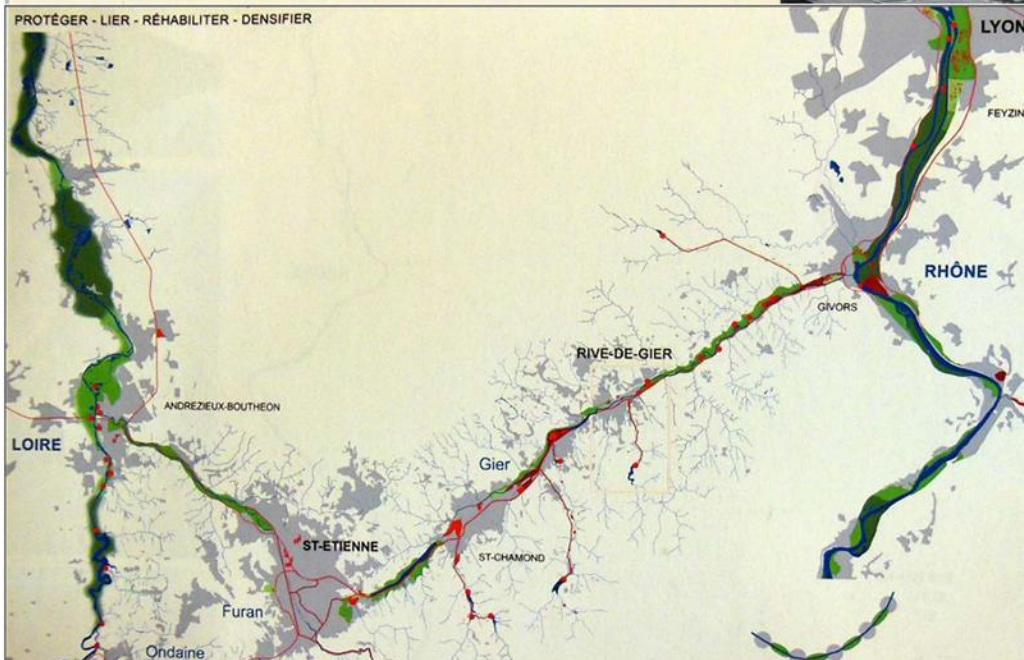 PROTÉGER - LIER - RÉHABILITER - DENSIFIER
LYON
FEYZIN
RHÔNE
GIVORS
RIVE-DE-GIER
ANDREZIEUX-BOUTHEON
LOIRE
Gier
ST-ETIENNE
ST-CHAMOND
Furan
Ondaine